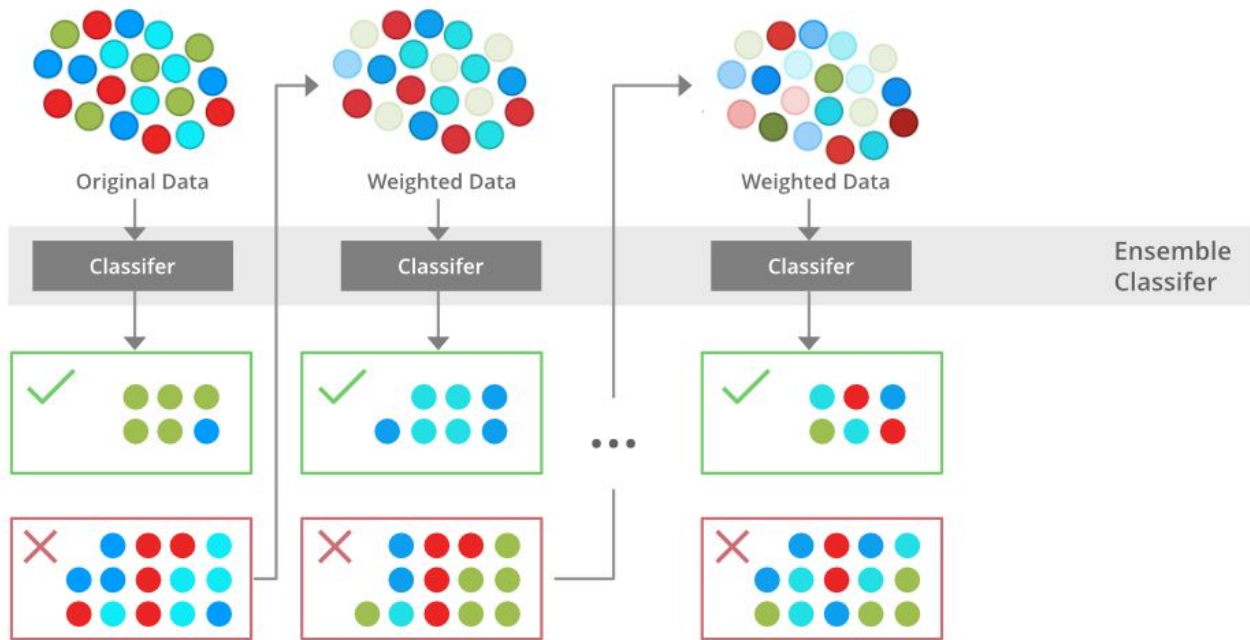 Original Data
Weighted Data
Weighted Data
Classifer
Classifer
Classifer
Ensemble
Classifer
...